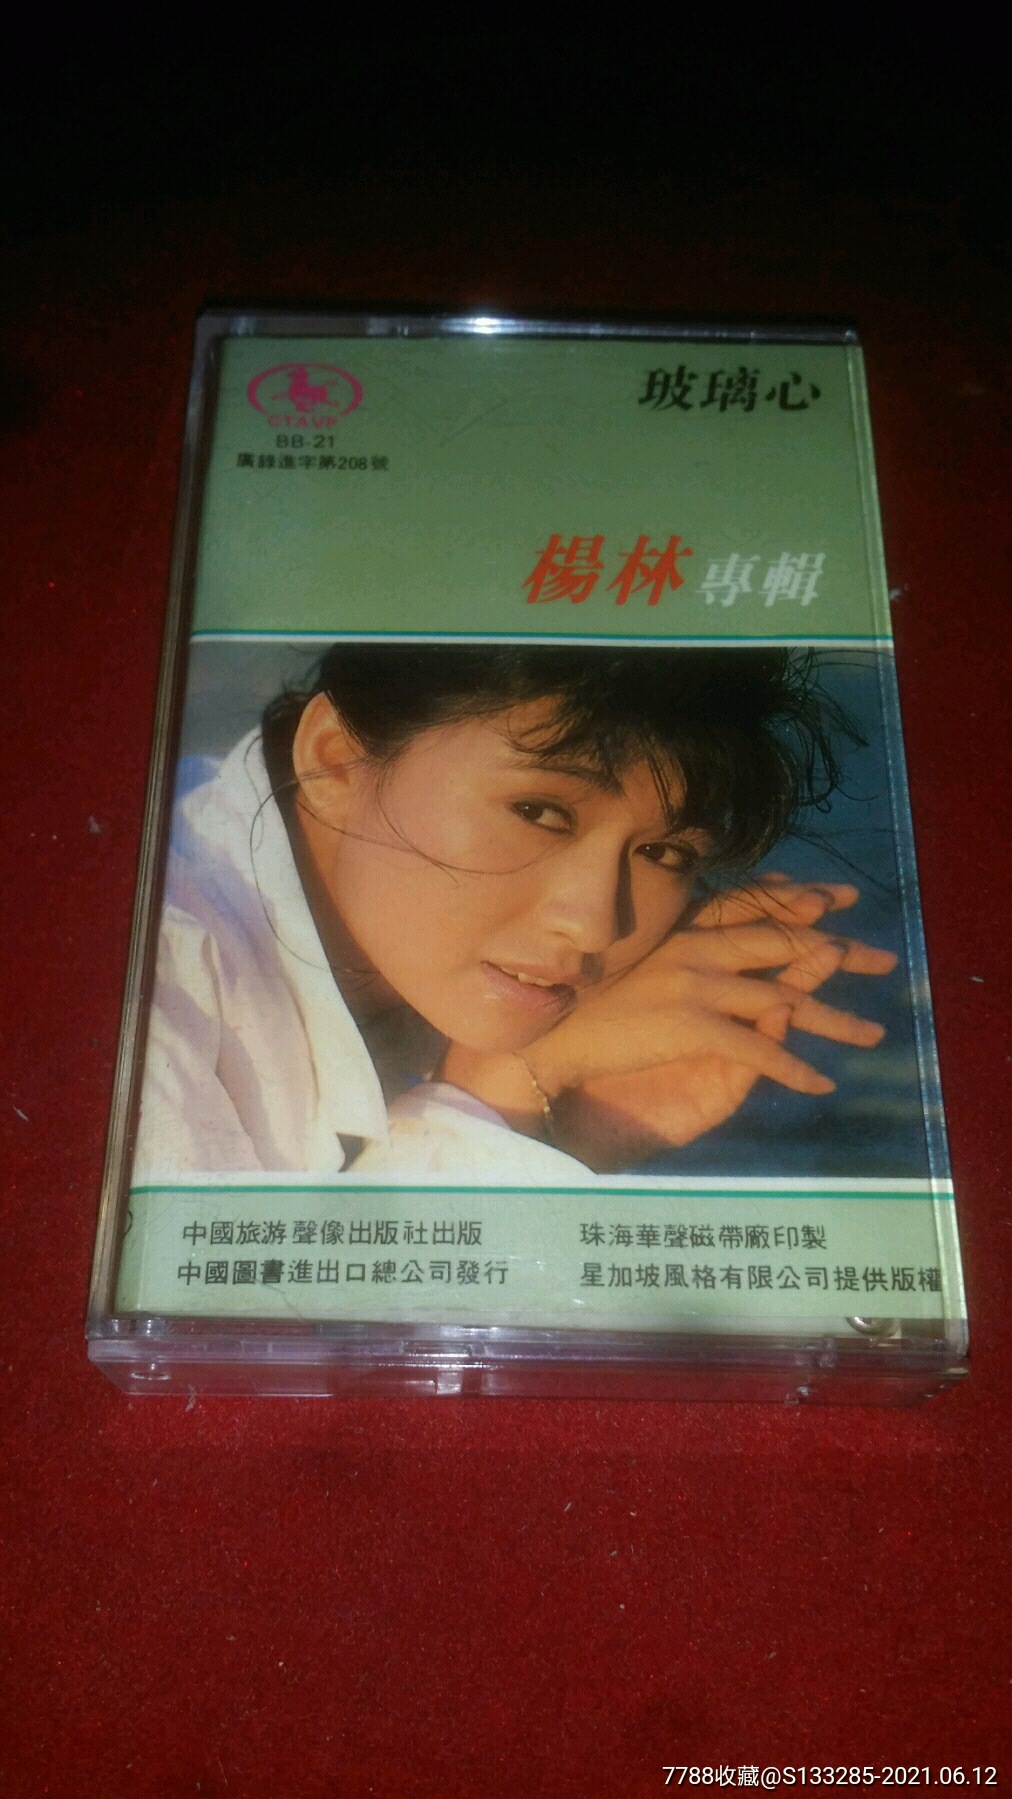 玻璃心
CTAVP
BB-21
廣錄進字第208號
楊林專輯
中國旅游聲像出版社出版
珠海華聲磁帶廠印製
中國圖書進出口總公司發行
星加坡風格有限公司提供版權
7788收藏@S133285-2021.06.12